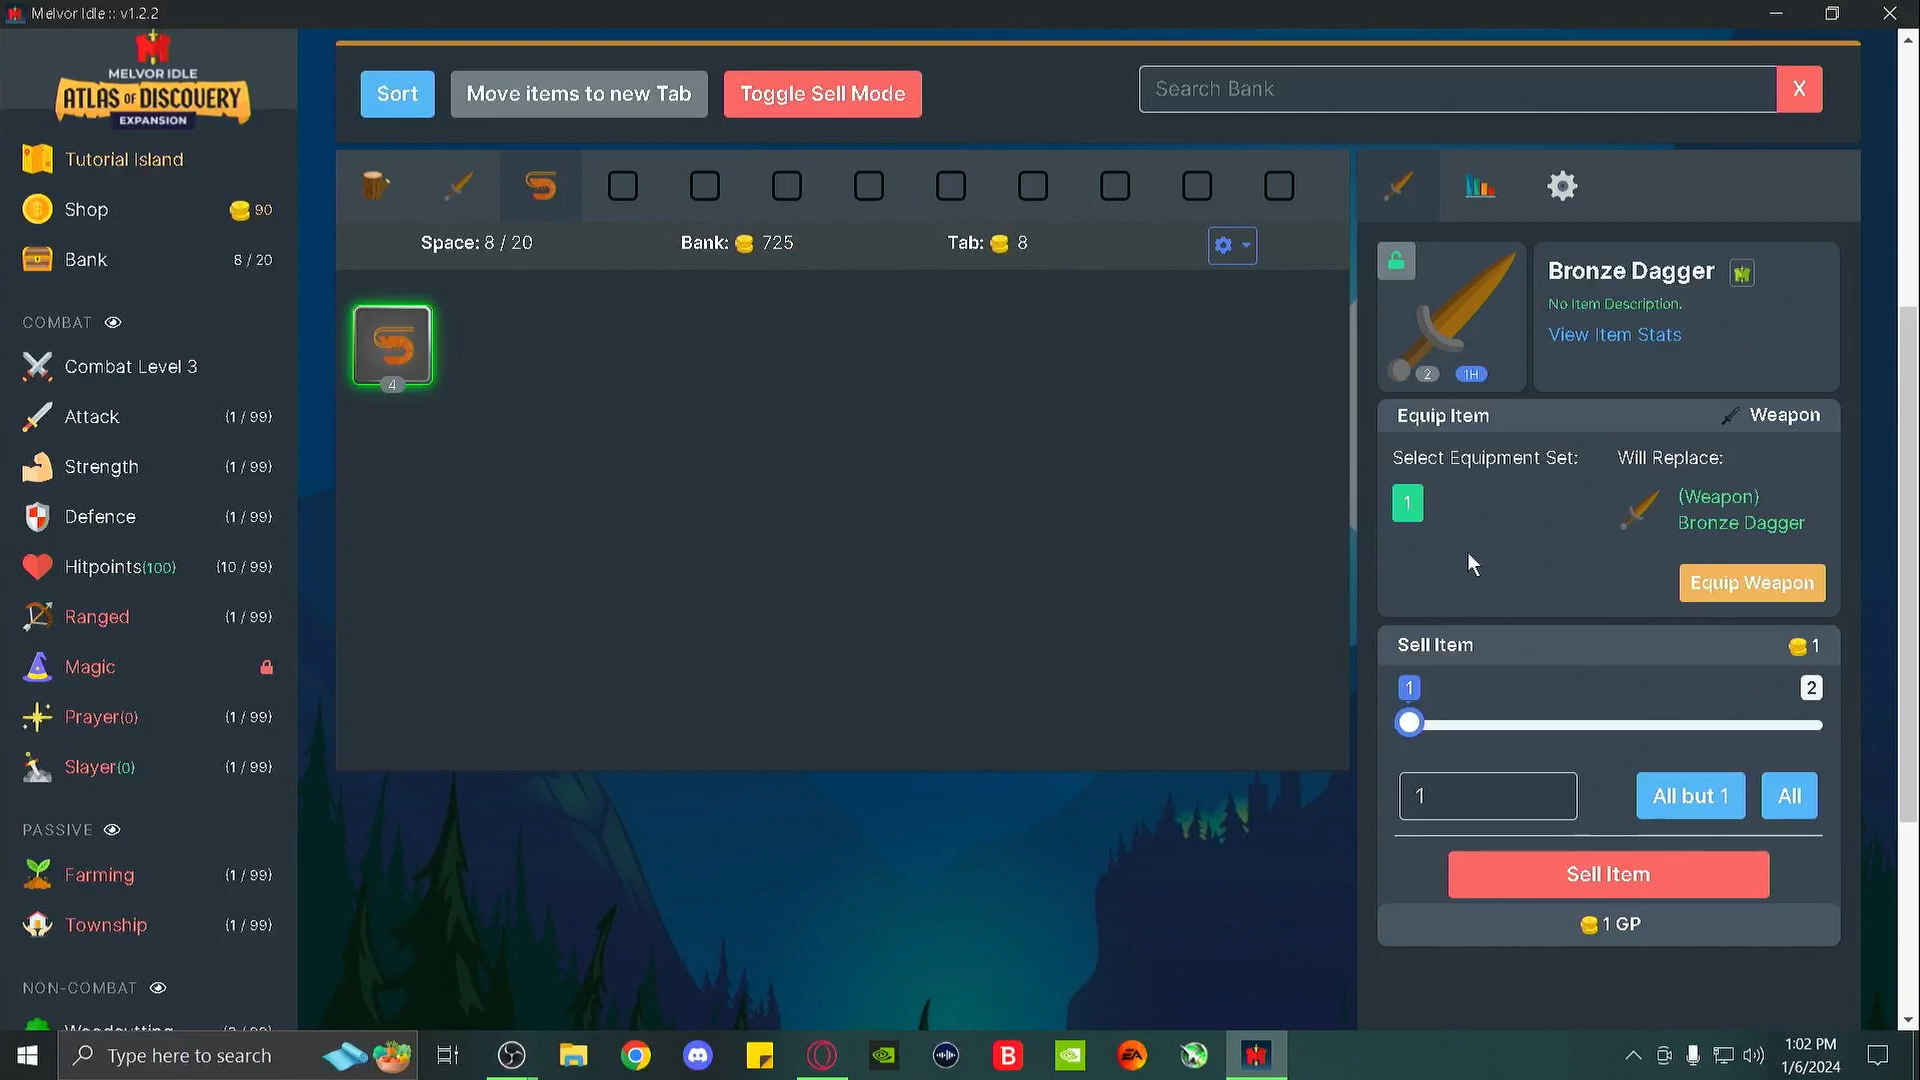 Melvor Idle :: v1.2.2
MELVOR IDLE
ATLAS OF DISCOVERY
EXPANSION
Tutorial Island
Shop 90
Bank 8 / 20
COMBAT
Combat Level 3
Attack (1 / 99)
Strength (1 / 99)
Defence (1 / 99)
Hitpoints(100) (10 / 99)
Ranged (1 / 99)
Magic
Prayer(0) (1 / 99)
Slayer(0) (1 / 99)
PASSIVE
Farming (1 / 99)
Township (1 / 99)
NON-COMBAT
Woodcutting
Sort Move items to new Tab Toggle Sell Mode
Search Bank X
Space: 8 / 20 Bank: 725 Tab: 8
4
Bronze Dagger
No Item Description.
View Item Stats
2 1H
Equip Item Weapon
Select Equipment Set: Will Replace:
1 (Weapon)
Bronze Dagger
Equip Weapon
Sell Item 1
1 2
1 All but 1 All
Sell Item
1 GP
Type here to search
B
EA
1:02 PM
1/6/2024